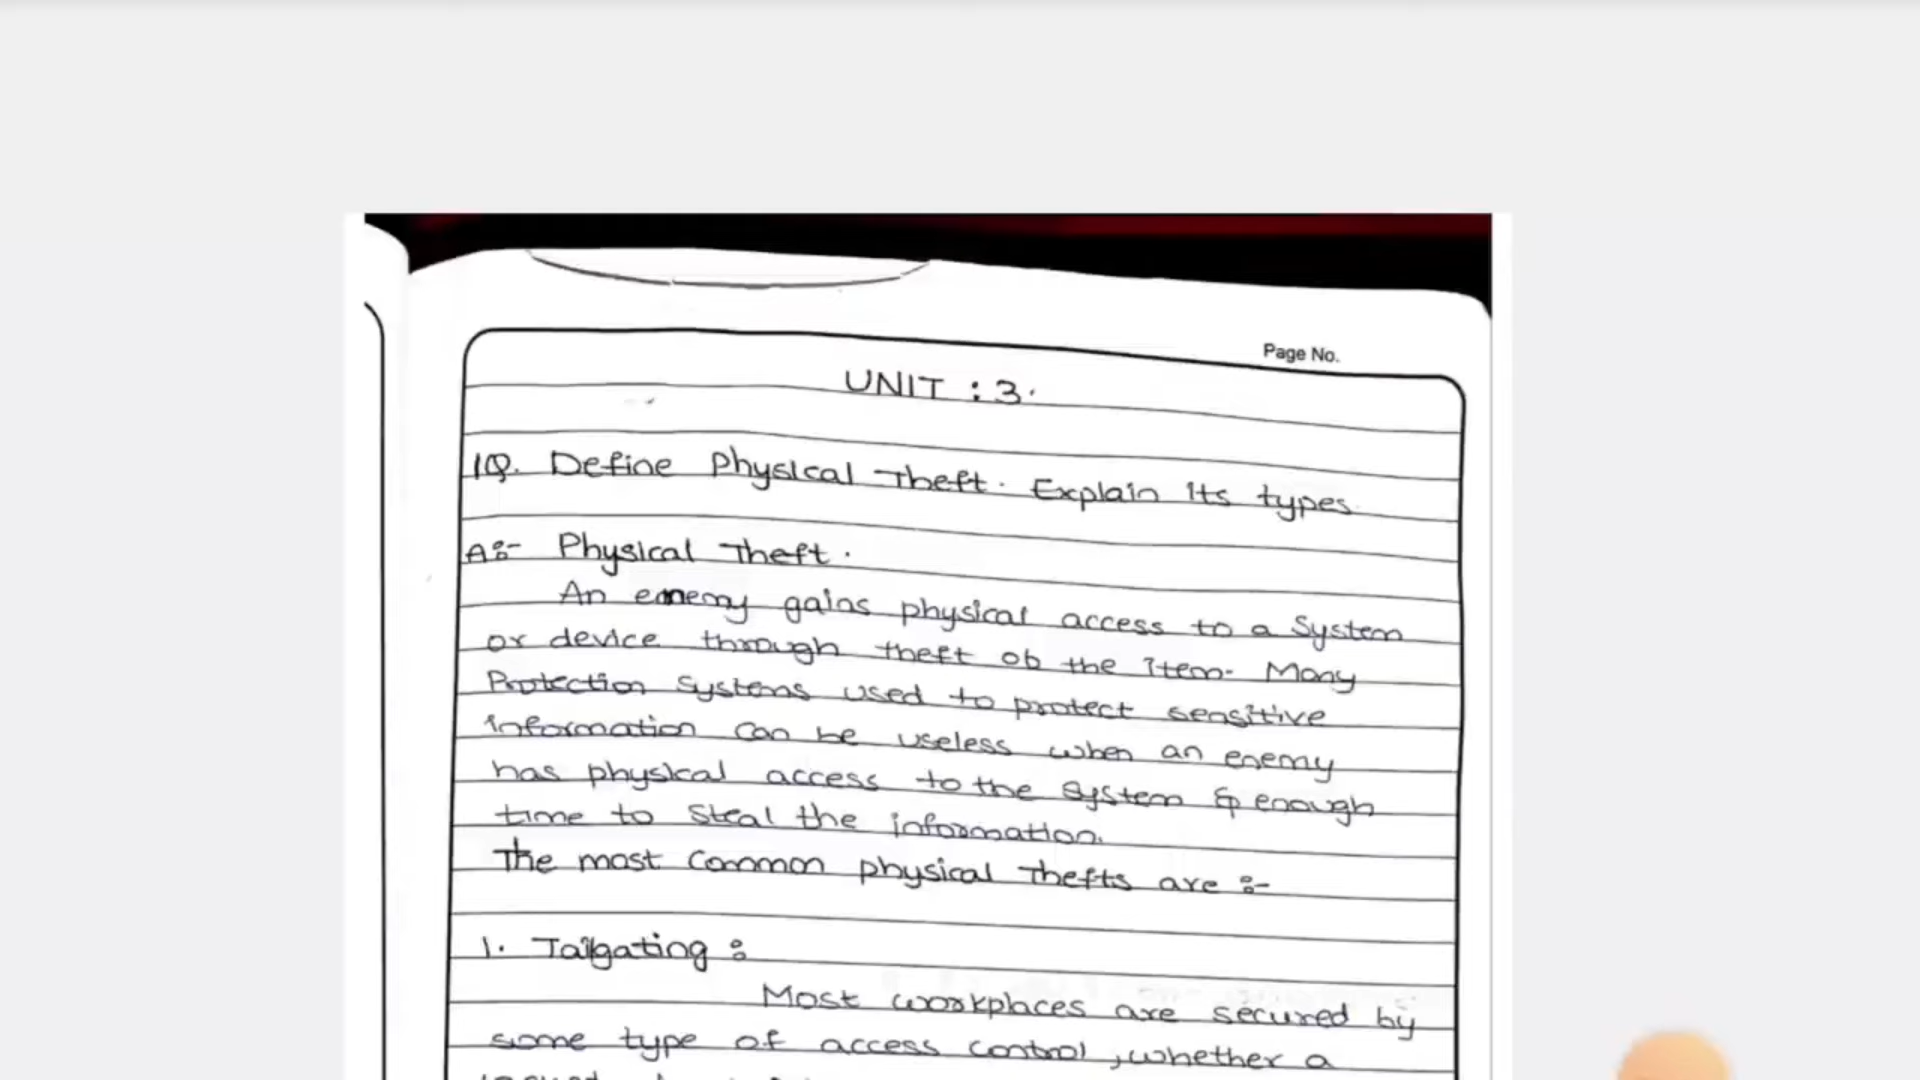 Page No.
UNIT : 3.
1Q. Define Physical Theft. Explain its types.
A:- Physical Theft.
An enemy gains physical access to a System
or device through theft ob the item. Many
Protection systems used to protect sensitive
information can be useless when an enemy
has physical access to the System & enough
time to steal the information.
The most common physical Thefts are :-
1. Tailgating :
Most workplaces are secured by
some type of access control, whether a